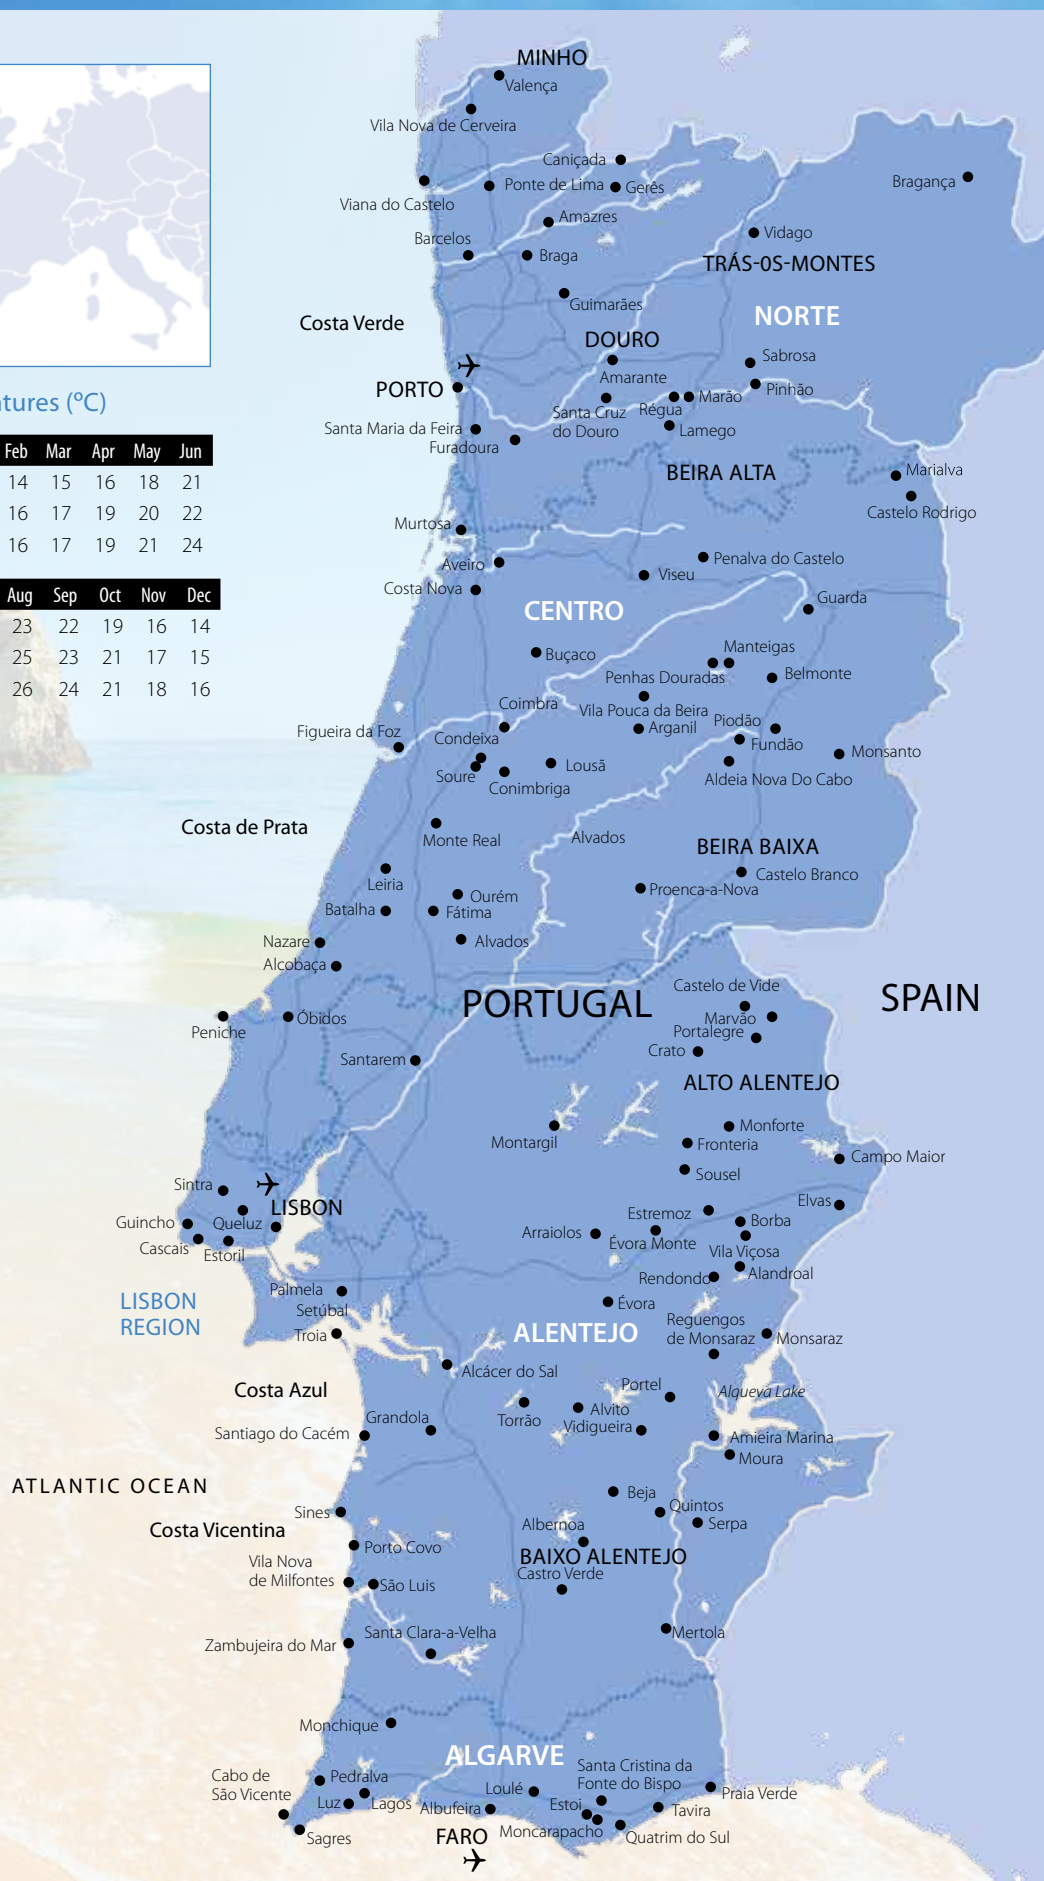 MINHO
Valença
Vila Nova de Cerveira
Caniçada
Ponte de Lima
Gerês
Bragança
Viana do Castelo
Amazres
Barcelos
Vidago
Braga
TRÁS-0S-MONTES
Guimarães
NORTE
Costa Verde
DOURO
Sabrosa
Amarante
PORTO
Pinhão
Marão
Régua
Santa Cruz
do Douro
Santa Maria da Feira
Lamego
Furadoura
BEIRA ALTA
Marialva
Castelo Rodrigo
atures (ºC)
Feb Mar Apr May Jun
14 15 16 18 21
16 17 19 20 22
16 17 19 21 24
Aug Sep Oct Nov Dec
23 22 19 16 14
25 23 21 17 15
26 24 21 18 16
Murtosa
Aveiro
Penalva do Castelo
Viseu
Costa Nova
Guarda
CENTRO
Buçaco
Manteigas
Penhas Douradas
Belmonte
Coimbra
Vila Pouca da Beira
Piodão
Arganil
Figueira da Foz
Condeixa
Fundão
Monsanto
Lousã
Soure
Aldeia Nova Do Cabo
Conimbriga
Costa de Prata
Monte Real
Alvados
BEIRA BAIXA
Castelo Branco
Leiria
Proenca-a-Nova
Ourém
Batalha
Fátima
Nazare
Alvados
Alcobaça
Castelo de Vide
PORTUGAL
SPAIN
Óbidos
Marvão
Peniche
Portalegre
Crato
Santarem
ALTO ALENTEJO
Monforte
Montargil
Fronteria
Campo Maior
Sousel
Sintra
Elvas
LISBON
Estremoz
Guincho
Queluz
Borba
Arraiolos
Évora Monte
Cascais
Estoril
Vila Viçosa
Alandroal
Rendondo
Palmela
LISBON
REGION
Setúbal
Évora
Reguengos
de Monsaraz
Troia
ALENTEJO
Monsaraz
Alcácer do Sal
Costa Azul
Portel
Alqueva Lake
Grandola
Torrão
Alvito
Santiago do Cacém
Vidigueira
Amieira Marina
Moura
ATLANTIC OCEAN
Beja
Sines
Quintos
Costa Vicentina
Albernoa
Serpa
Porto Covo
BAIXO ALENTEJO
Vila Nova
de Milfontes
Castro Verde
São Luis
Zambujeira do Mar
Santa Clara-a-Velha
Mertola
Monchique
ALGARVE
Santa Cristina da
Fonte do Bispo
Cabo de
São Vicente
Pedralva
Loulé
Praia Verde
Luz
Lagos
Albufeira
Estoi
Tavira
Sagres
FARO
Moncarapacho
Quatrim do Sul